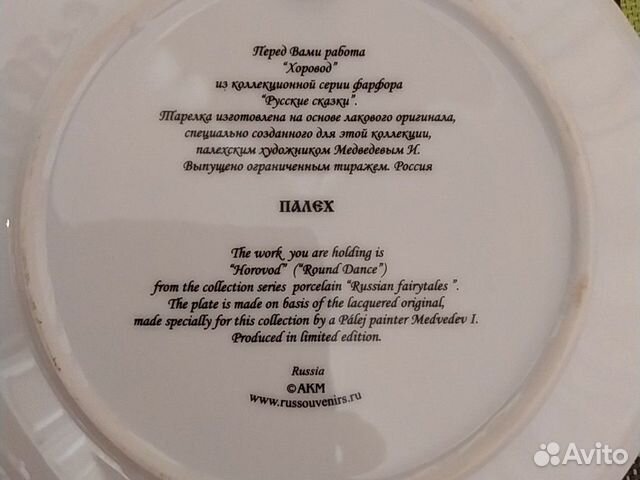 Перед Вами работа
"Хоровод"
из коллекционной серии фарфора
"Русские сказки".
Тарелка изготовлена на основе лакового оригинала,
специально созданного для этой коллекции,
палехским художником Медведевым И.
Выпущено ограниченным тиражем. Россия
ПАЛЕХ
The work you are holding is
"Horovod" ("Round Dance")
from the collection series porcelain "Russian fairytales ".
The plate is made on basis of the lacquered original,
made specially for this collection by a Pálej painter Medvedev I.
Produced in limited edition.
Russia
©АКМ
www.russouvenirs.ru
Avito